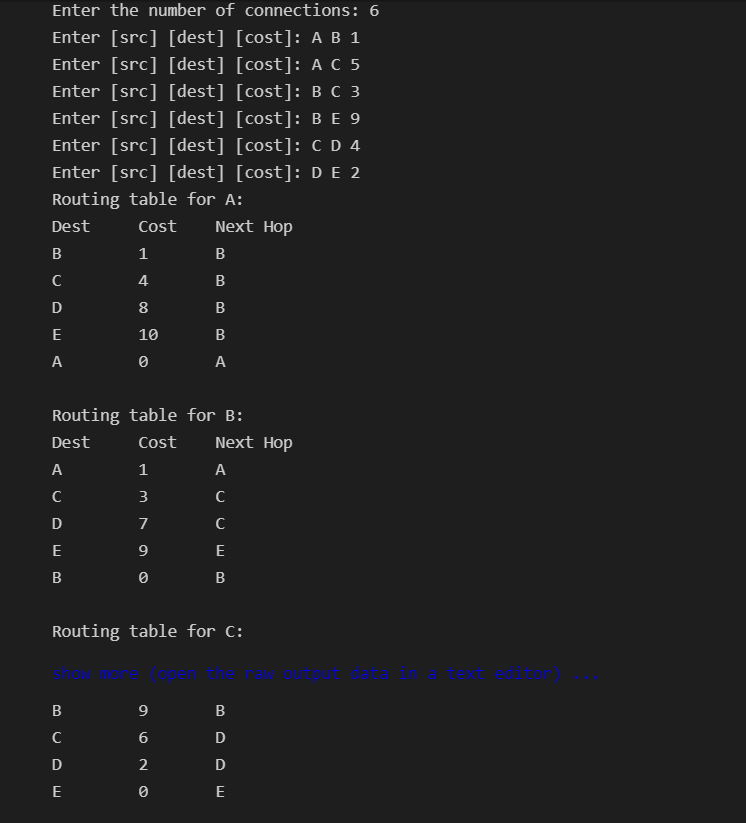 Enter the number of connections: 6
Enter [src] [dest] [cost]: A B 1
Enter [src] [dest] [cost]: A C 5
Enter [src] [dest] [cost]: B C 3
Enter [src] [dest] [cost]: B E 9
Enter [src] [dest] [cost]: C D 4
Enter [src] [dest] [cost]: D E 2
Routing table for A:
Dest Cost Next Hop
B 1 B
C 4 B
D 8 B
E 10 B
A 0 A
Routing table for B:
Dest Cost Next Hop
A 1 A
C 3 C
D 7 C
E 9 E
B 0 B
Routing table for C:
show more (open the raw output data in a text editor) ...
B 9 B
C 6 D
D 2 D
E 0 E